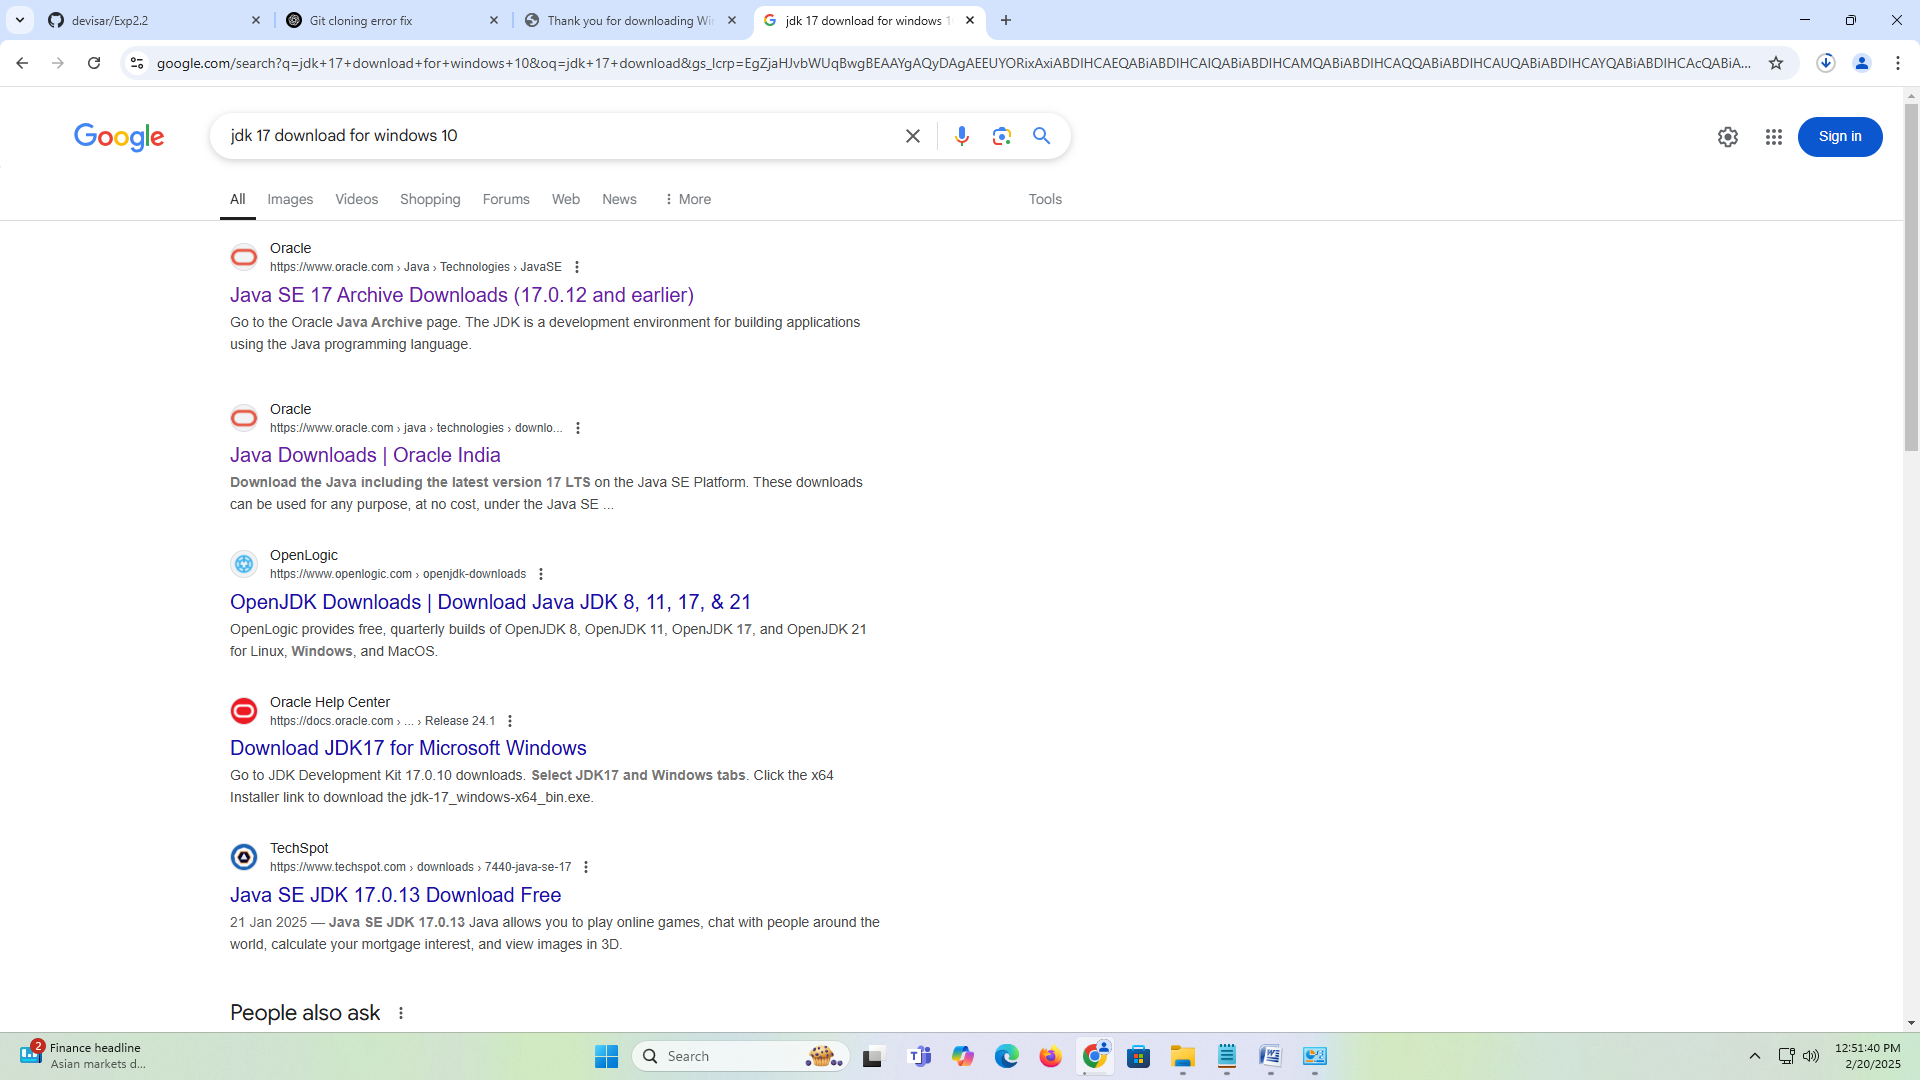 devisar/Exp2.2
Git cloning error fix
Thank you for downloading Wi
jdk 17 download for windows 1
google.com/search?q=jdk+17+download+for+windows+10&oq=jdk+17+download&gs_lcrp=EgZjaHJvbWUqBwgBEAAYgAQyDAgAEEUYORixAxiABDIHCAEQABiABDIHCAIQABiABDIHCAMQABiABDIHCAQQABiABDIHCAUQABiABDIHCAYQABiABDIHCAcQABiA...
Google
jdk 17 download for windows 10
Sign in
All Images Videos Shopping Forums Web News More Tools
Oracle
https://www.oracle.com › Java › Technologies › JavaSE
Java SE 17 Archive Downloads (17.0.12 and earlier)
Go to the Oracle Java Archive page. The JDK is a development environment for building applications
using the Java programming language.
Oracle
https://www.oracle.com › java › technologies › downlo...
Java Downloads | Oracle India
Download the Java including the latest version 17 LTS on the Java SE Platform. These downloads
can be used for any purpose, at no cost, under the Java SE ...
OpenLogic
https://www.openlogic.com › openjdk-downloads
OpenJDK Downloads | Download Java JDK 8, 11, 17, & 21
OpenLogic provides free, quarterly builds of OpenJDK 8, OpenJDK 11, OpenJDK 17, and OpenJDK 21
for Linux, Windows, and MacOS.
Oracle Help Center
https://docs.oracle.com › ... › Release 24.1
Download JDK17 for Microsoft Windows
Go to JDK Development Kit 17.0.10 downloads. Select JDK17 and Windows tabs. Click the x64
Installer link to download the jdk-17_windows-x64_bin.exe.
TechSpot
https://www.techspot.com › downloads › 7440-java-se-17
Java SE JDK 17.0.13 Download Free
21 Jan 2025 — Java SE JDK 17.0.13 Java allows you to play online games, chat with people around the
world, calculate your mortgage interest, and view images in 3D.
People also ask
2
Finance headline
Asian markets d...
Search
12:51:40 PM
2/20/2025